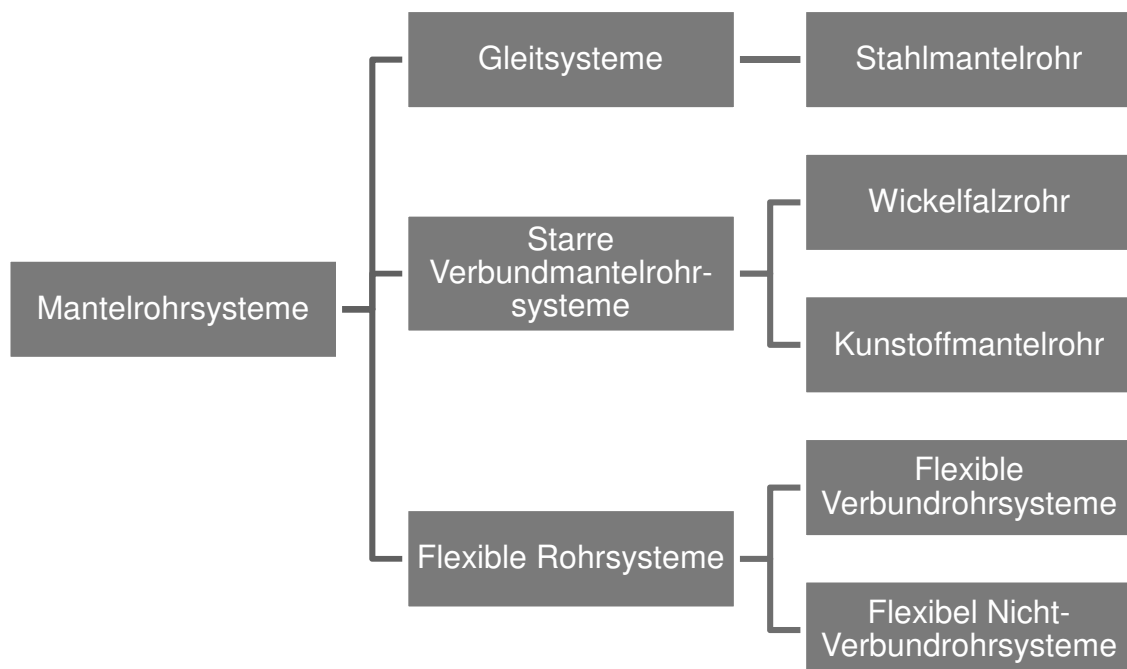 Mantelrohrsysteme
Gleitsysteme
Stahlmantelrohr
Starre
Verbundmantelrohr-
systeme
Wickelfalzrohr
Kunstoffmantelrohr
Flexible Rohrsysteme
Flexible
Verbundrohrsysteme
Flexibel Nicht-
Verbundrohrsysteme